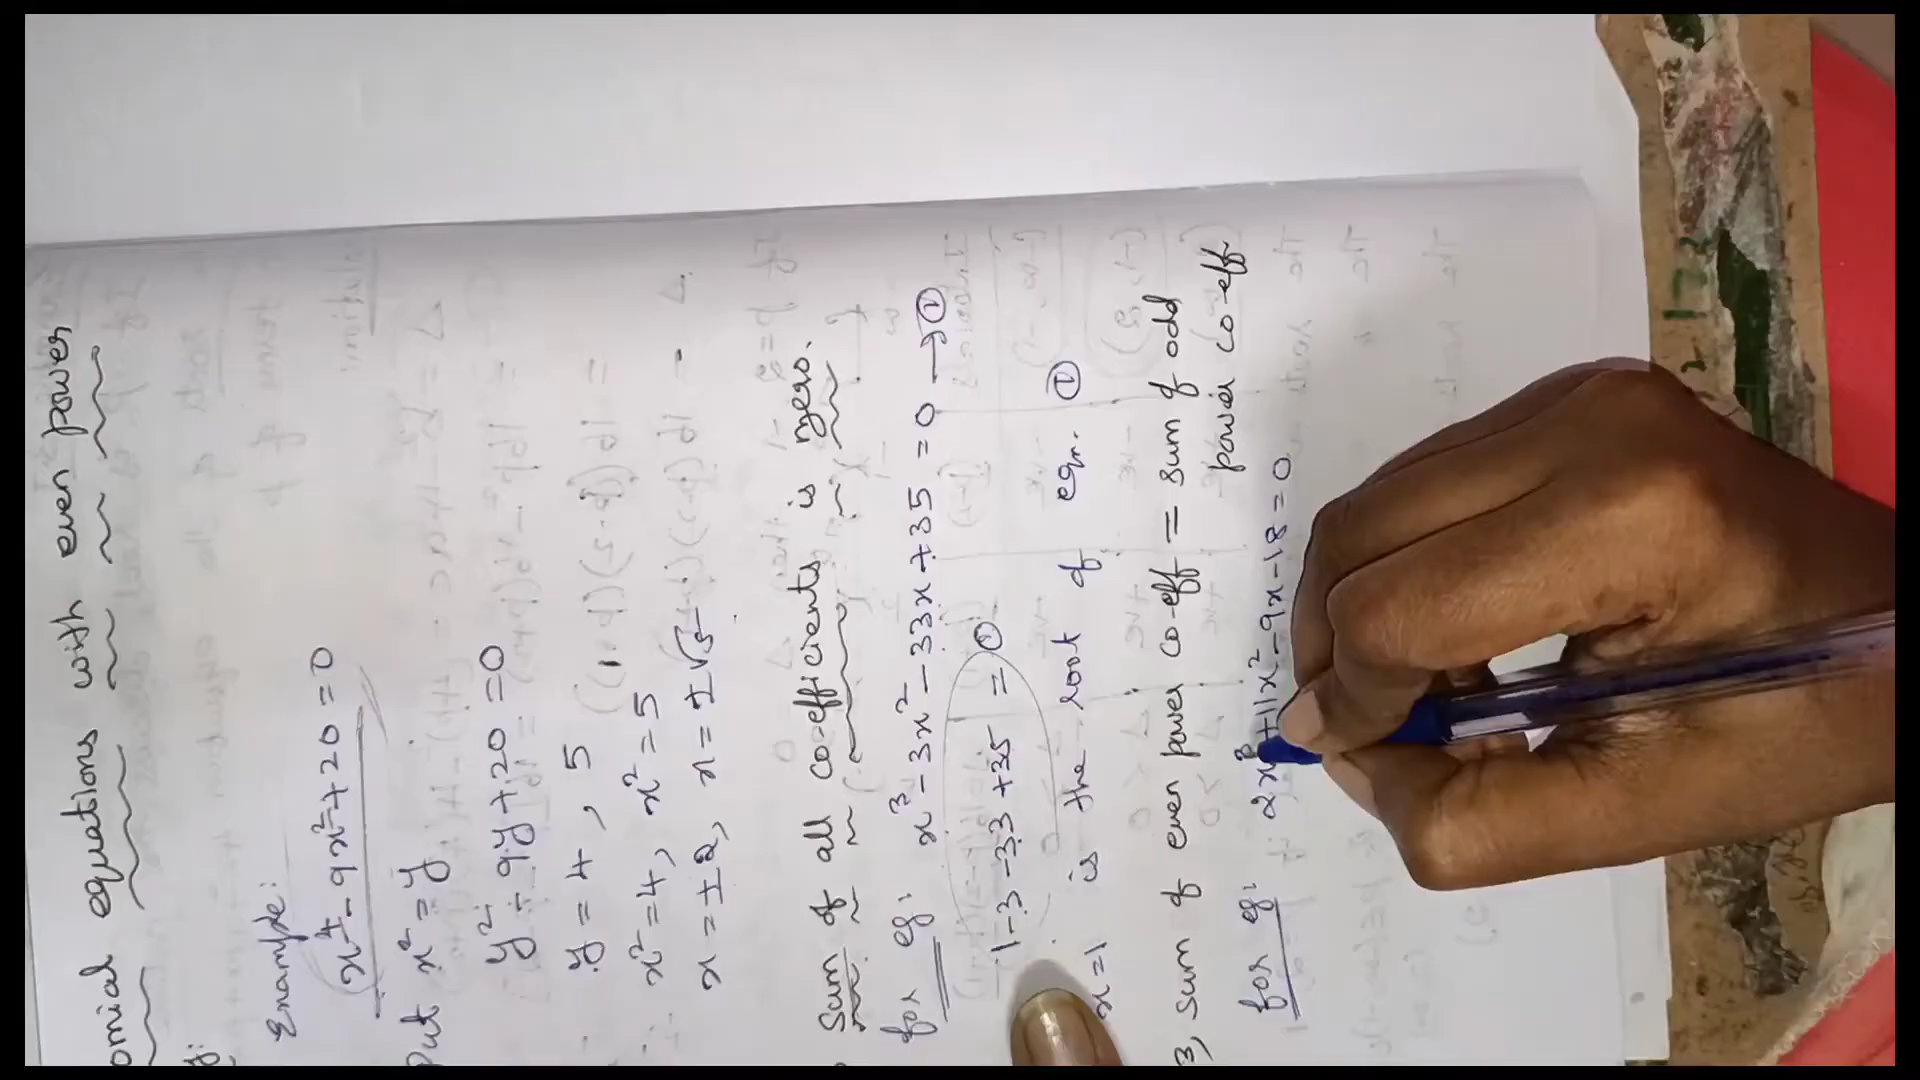 omial equations with even power
Example:
x⁴ - 9x² + 20 = 0
put x² = y
y² - 9y + 20 = 0
y = 4, 5
∴ x² = 4, x² = 5
x = ±2, x = ±√5
Sum of all co-efficients is zero.
for eg: x³ - 3x² - 33x + 35 = 0 → ①
1 - 3 - 33 + 35 = 0
x = 1 is the root of eqn. ①
3, sum of even power co-eff = sum of odd
power co-eff
for eg: 2x³ + 11x² - 9x - 18 = 0